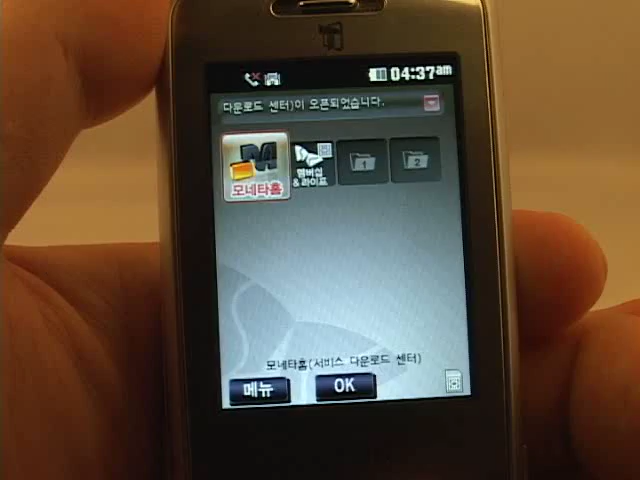 04:37am
다운로드 센터)이 오픈되었습니다.
모네타홈
멤버십
&라이프
1
2
모네타홈(서비스 다운로드 센터)
메뉴
OK